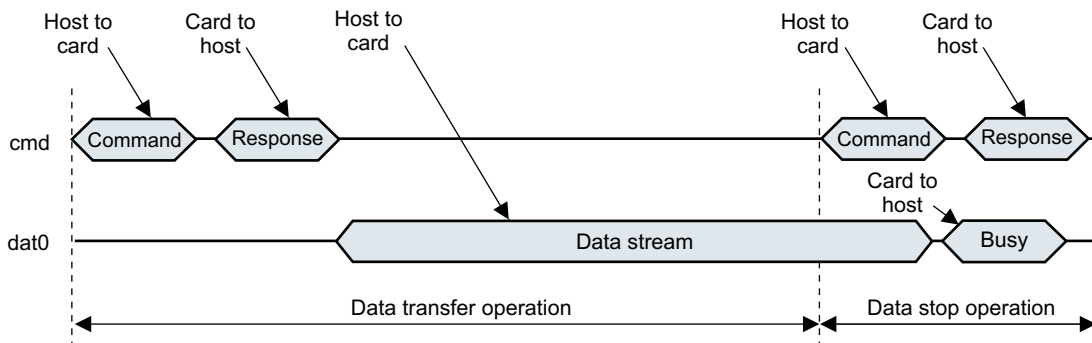 Host to
card
Card to
host
Host to
card
Host to
card
Card to
host
cmd
Command
Response
Command
Response
Card to
host
dat0
Data stream
Busy
Data transfer operation
Data stop operation